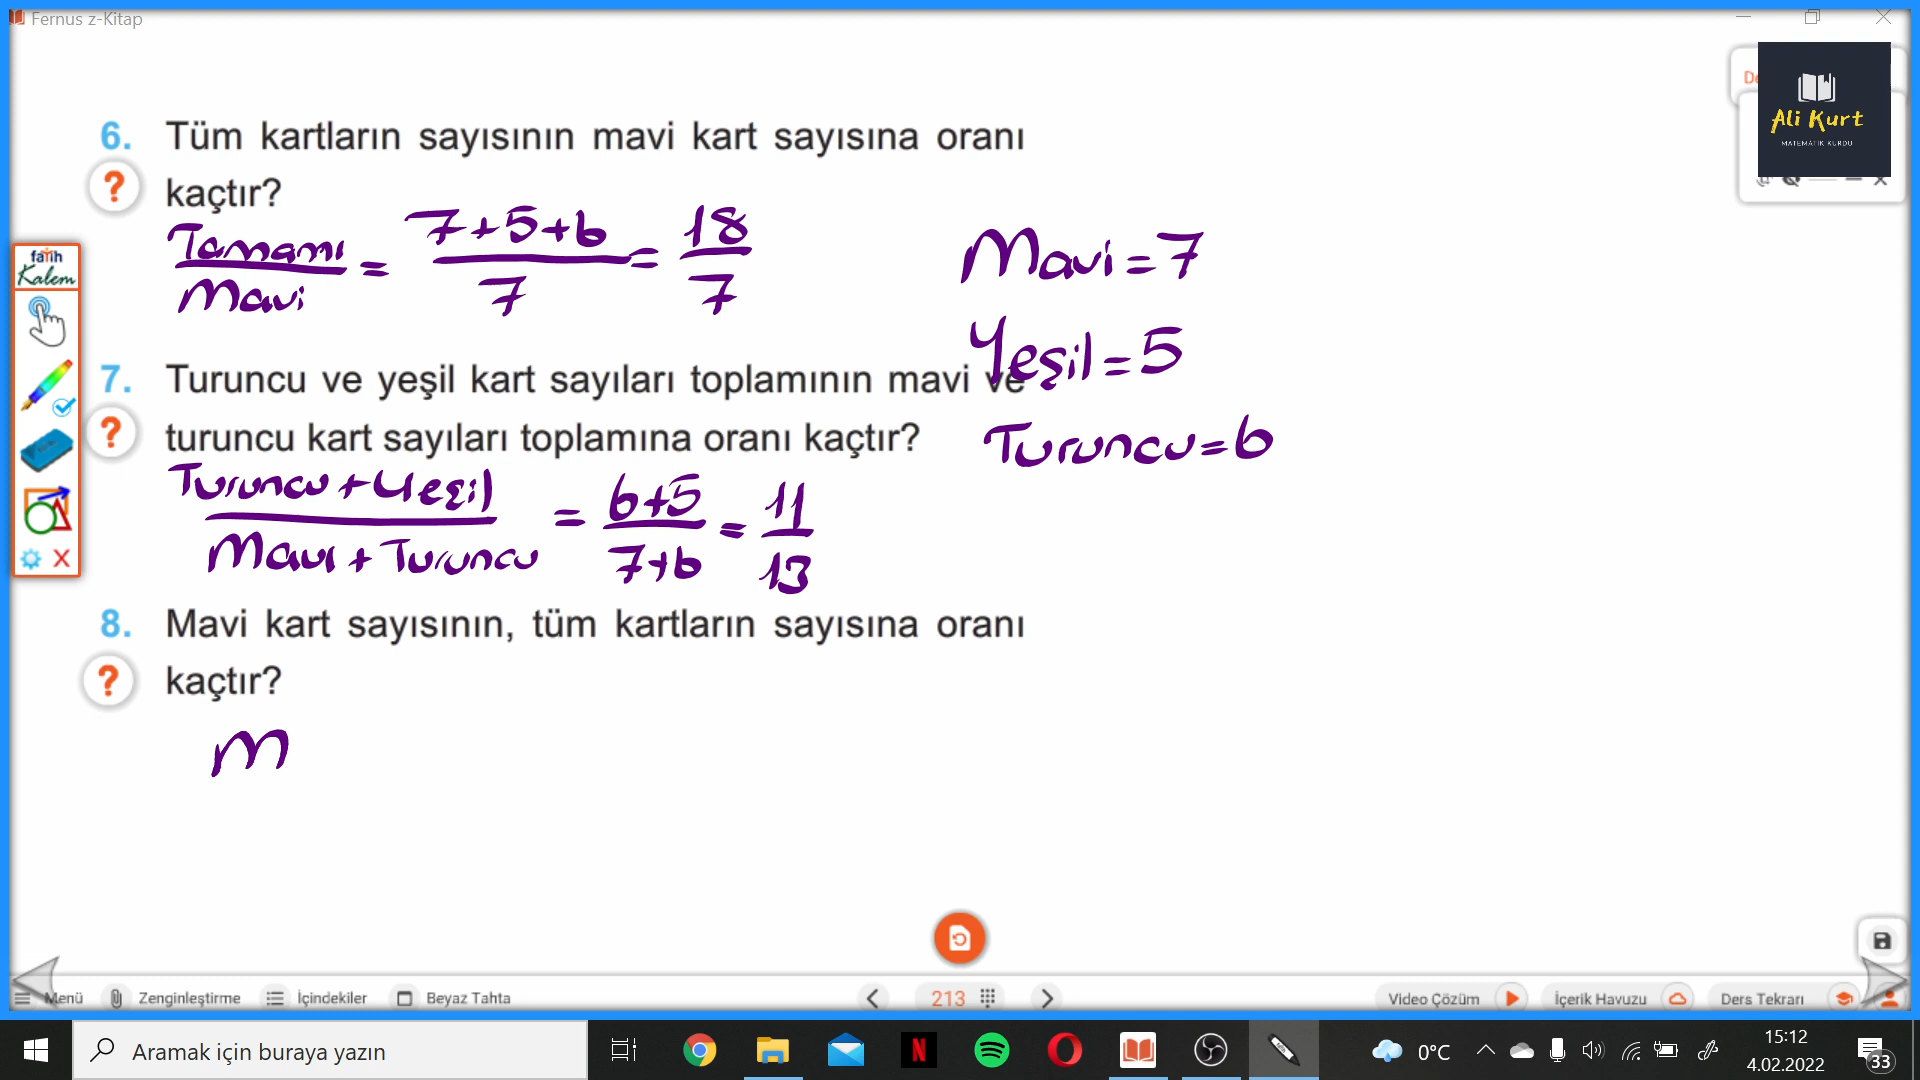 Fernus z-Kitap
De
Ali Kurt
MATEMATİK KURDU
6. Tüm kartların sayısının mavi kart sayısına oranı
kaçtır?
Tamamı/Mavi = 7+5+6/7 = 18/7
Mavi=7
Yeşil=5
Turuncu=6
fatih
Kalem
7. Turuncu ve yeşil kart sayıları toplamının mavi ve
turuncu kart sayıları toplamına oranı kaçtır?
Turuncu+Yeşil/Mavi+Turuncu = 6+5/7+6 = 11/13
8. Mavi kart sayısının, tüm kartların sayısına oranı
kaçtır?
M
Menü Zenginleştirme İçindekiler Beyaz Tahta 213 Video Çözüm İçerik Havuzu Ders Tekrarı
Aramak için buraya yazın
0°C
15:12
4.02.2022
33